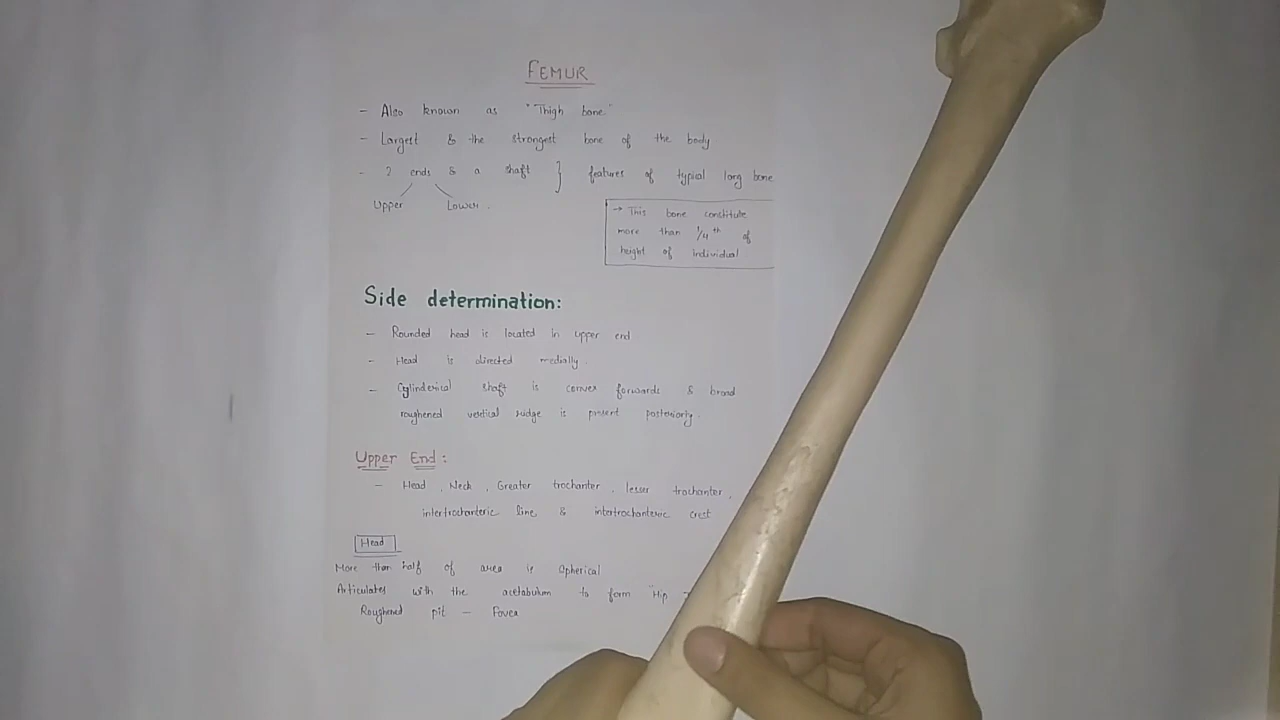 FEMUR
- Also known as "Thigh bone"
- Largest & the strongest bone of the body
- 2 ends & a shaft } features of typical long bone
Upper Lower .
→ This bone constitute
more than 1/4 th of
height of individual
Side determination:
- Rounded head is located in upper end
- Head is directed medially .
- Cylinderical shaft is convex forwards & broad
roughened vertical ridge is present posteriorly .
Upper End :
- Head , Neck , Greater trochanter , lesser trochanter ,
intertrochanteric line & intertrochanteric crest
Head
More than half of area is Spherical
Articulates with the acetabulum to form "Hip
Roughened pit - Fovea